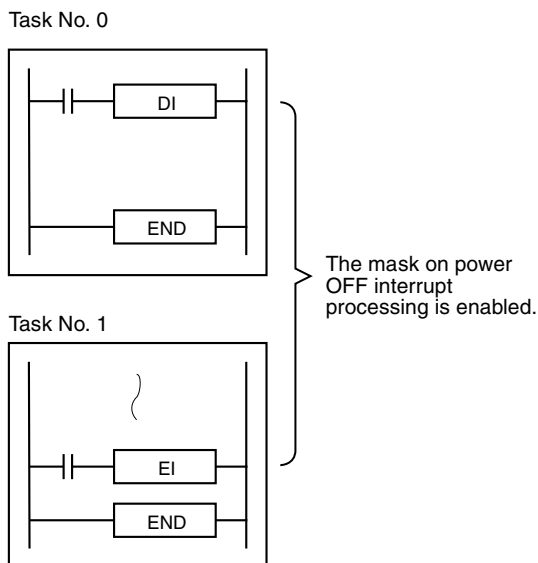 Task No. 0
DI
END
The mask on power
OFF interrupt
processing is enabled.
Task No. 1
EI
END